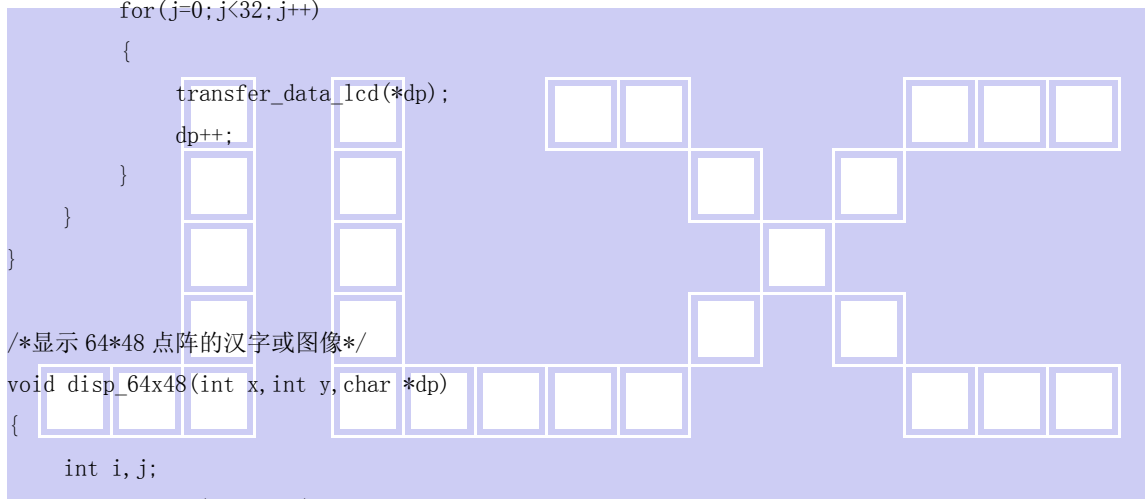 for(j=0;j<32;j++)
{
transfer_data_lcd(*dp);
dp++;
}
}
}
/*显示 64*48 点阵的汉字或图像*/
void disp_64x48(int x,int y,char *dp)
{
int i,j;